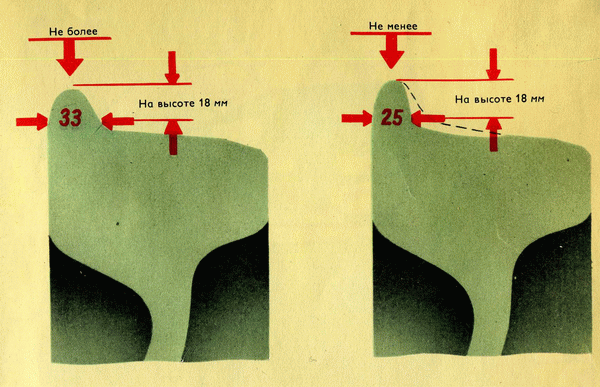 Не более
На высоте 18 мм
33
Не менее
На высоте 18 мм
25